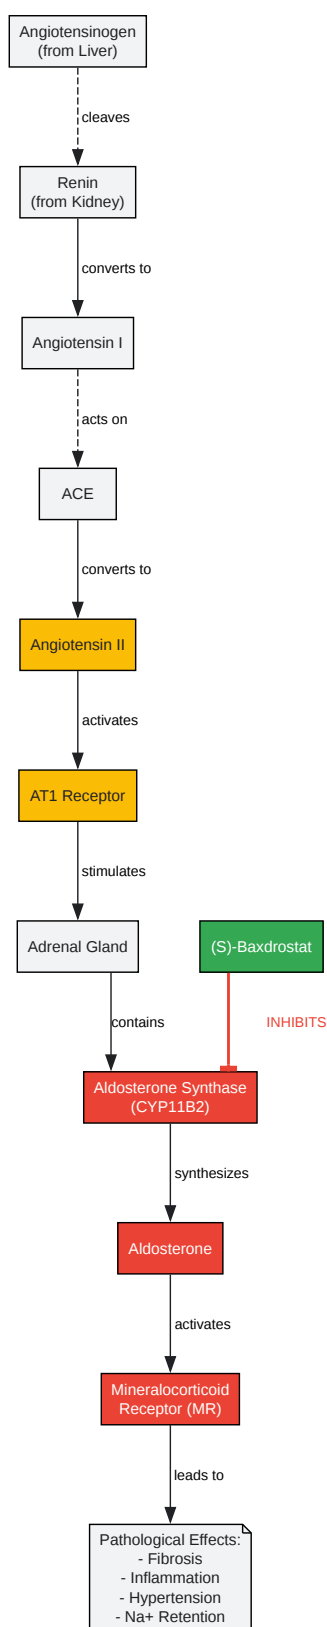 Angiotensinogen
(from Liver)
cleaves
Renin
(from Kidney)
converts to
Angiotensin I
acts on
ACE
converts to
Angiotensin II
activates
AT1 Receptor
stimulates
Adrenal Gland
(S)-Baxdrostat
contains
INHIBITS
Aldosterone Synthase
(CYP11B2)
synthesizes
Aldosterone
activates
Mineralocorticoid
Receptor (MR)
leads to
Pathological Effects:
- Fibrosis
- Inflammation
- Hypertension
- Na+ Retention